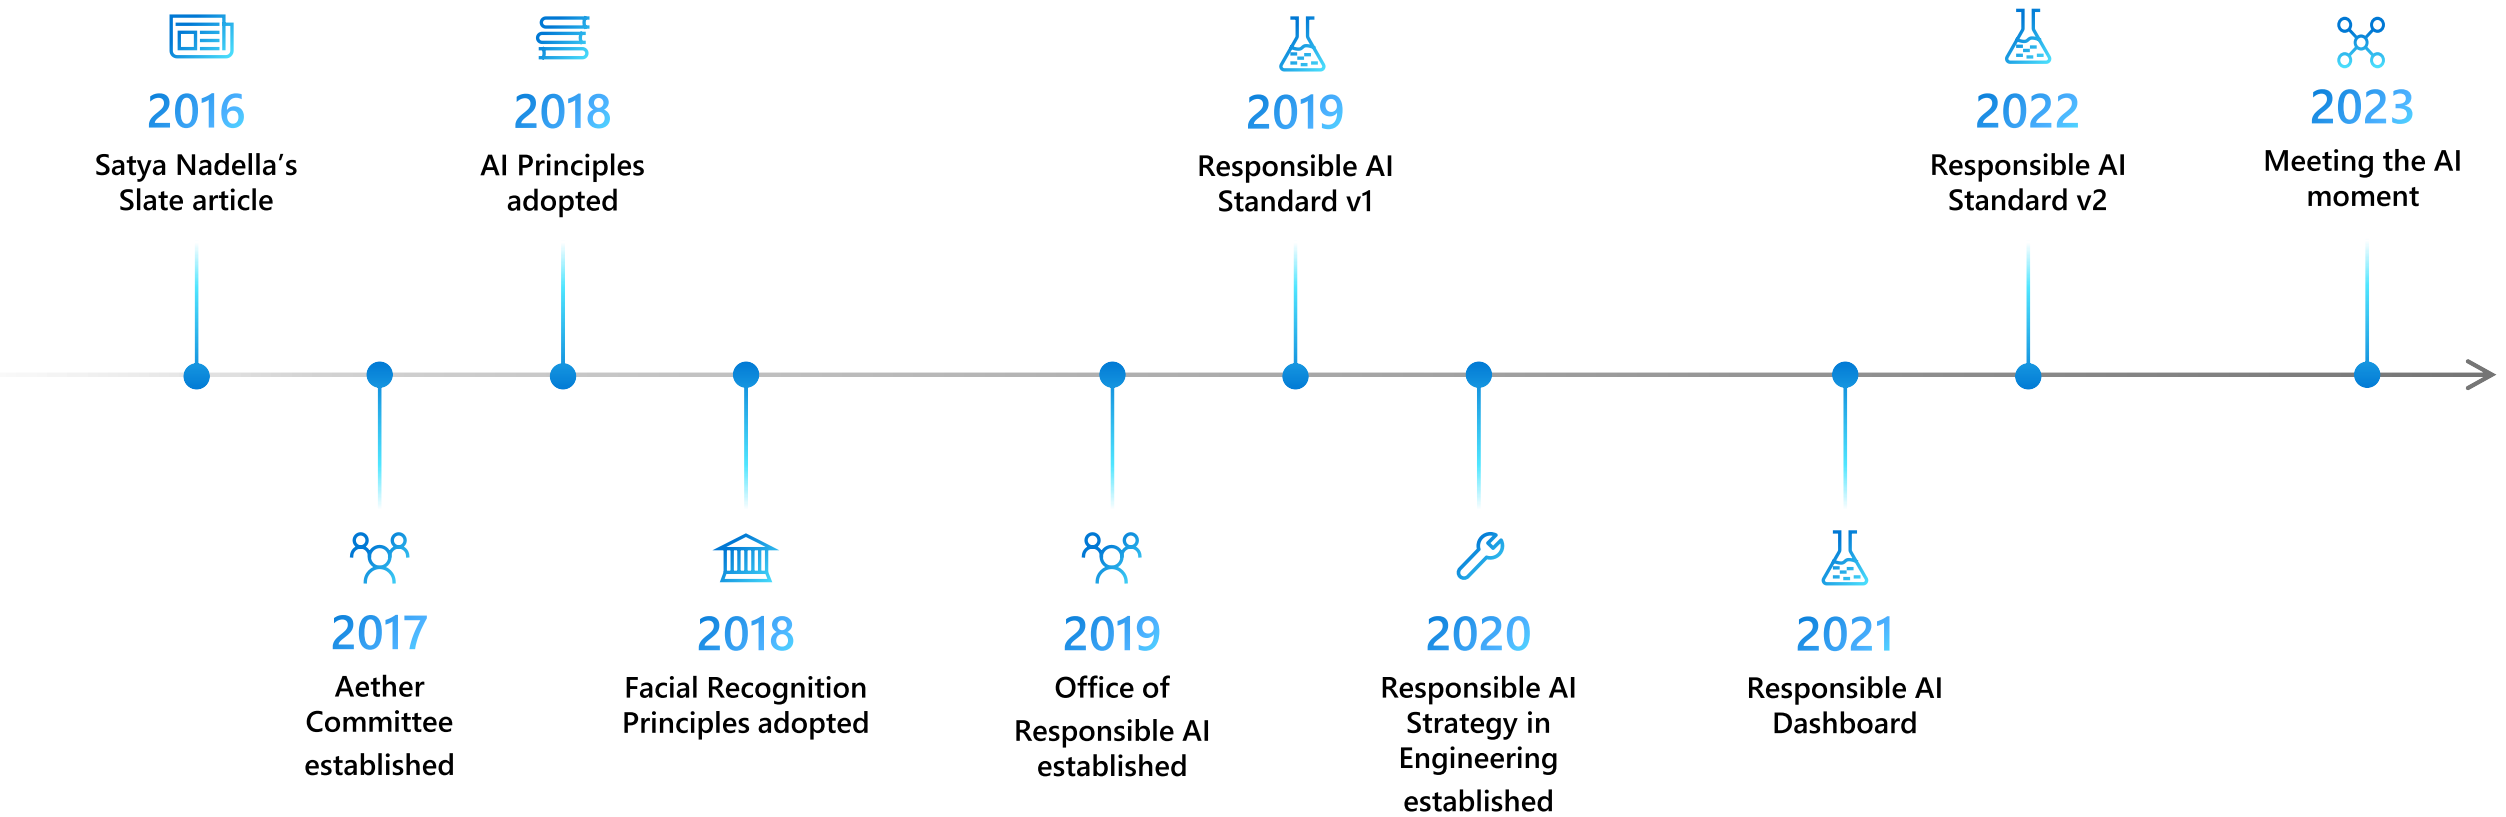 2016
Satya Nadella’s
Slate article
2018
AI Principles
adopted
2019
Responsible AI
Standard v1
2022
Responsible AI
Standard v2
2023
Meeting the AI
moment
2017
Aether
Committee
established
2018
Facial Recognition
Principles adopted
2019
Office of
Responsible AI
established
2020
Responsible AI
Strategy in
Engineering
established
2021
Responsible AI
Dashboard